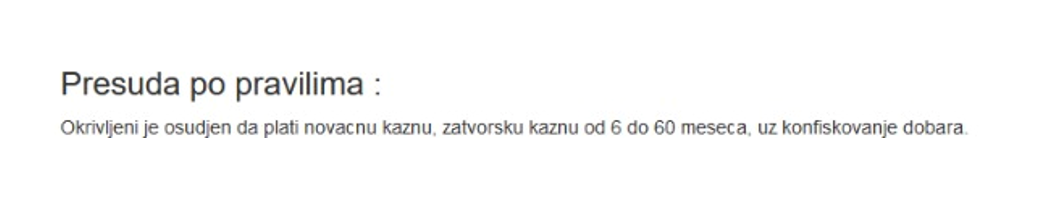 Presuda po pravilima :
Okrivljeni je osudjen da plati novacnu kaznu, zatvorsku kaznu od 6 do 60 meseca, uz konfiskovanje dobara.